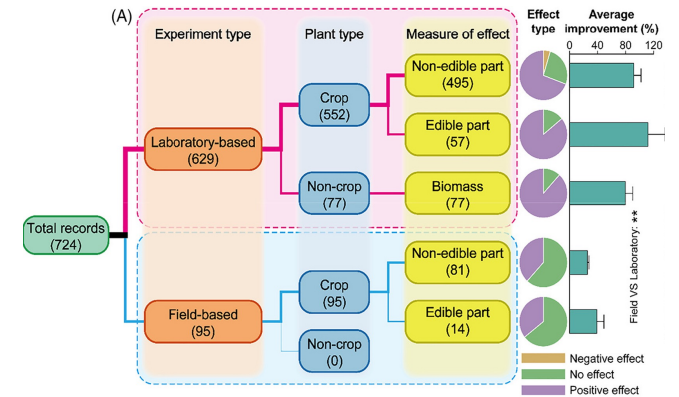 (A)
Experiment type
Plant type
Measure of effect
Effect
type
Average
improvement (%)
0 40 80 120
Total records
(724)
Laboratory-based
(629)
Crop
(552)
Non-edible part
(495)
Edible part
(57)
Non-crop
(77)
Biomass
(77)
Field-based
(95)
Crop
(95)
Non-edible part
(81)
Edible part
(14)
Non-crop
(0)
Field VS Laboratory: **
Negative effect
No effect
Positive effect